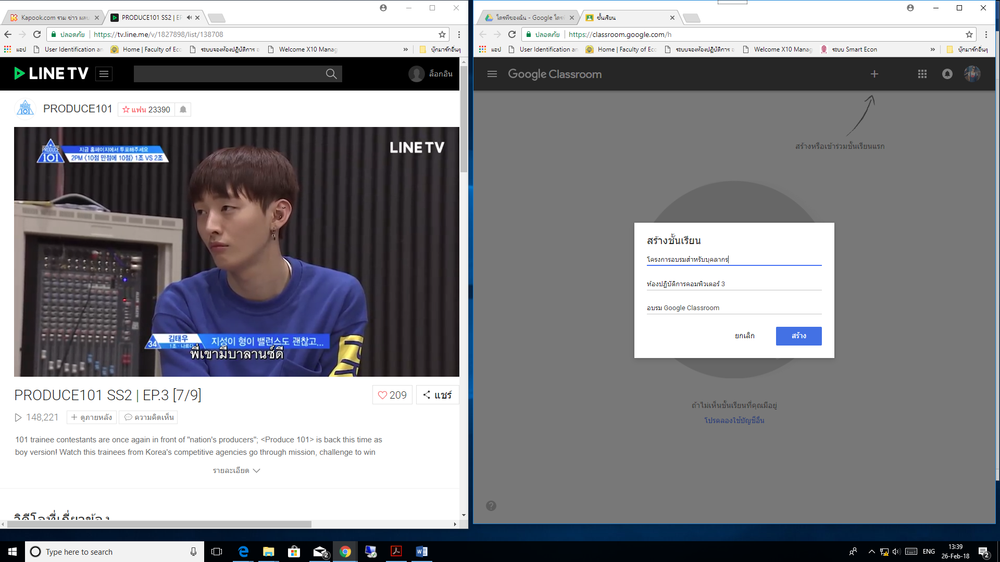 Kapook.com รวม ข่าว ผลบ
PRODUCE101 SS2 | EP
ปลอดภัย
https://tv.line.me/v/1827898/list/138708
แอป
User Identification an
Home | Faculty of Eco
ระบบจองห้องปฏิบัติการ
Welcome X10 Manag
»
บุ๊กมาร์กอื่นๆ
LINE TV
ล็อกอิน
PRODUCE101
แฟน 23390
PRODUCE
101
지금 홈페이지에서 투표해주세요
2PM <10점 만점에 10점> 1조 VS 2조
LINE TV
34
김태우
1조 - 나르다
지성이 형이 밸런스도 괜찮고...
พี่เขามีบาลานซ์ดี
PRODUCE101 SS2 | EP.3 [7/9]
209
แชร์
148,221
+ ดูภายหลัง
ความคิดเห็น
101 trainee contestants are once again in front of "nation's producers"; <Produce 101> is back this time as
boy version! Watch this trainees from Korea's competitive agencies go through mission, challenge to win
รายละเอียด
วิดีโอที่เกี่ยวข้อง
ไดรฟ์ของฉัน - Google ไดรฟ
ชั้นเรียน
ปลอดภัย
https://classroom.google.com/h
แอป
User Identification an
Home | Faculty of Eco
ระบบจองห้องปฏิบัติการ
Welcome X10 Manag
ระบบ Smart Econ
»
บุ๊กมาร์กอื่นๆ
Google Classroom
สร้างหรือเข้าร่วมชั้นเรียนแรก
สร้างชั้นเรียน
โครงการอบรมสำหรับบุคลากร
ห้องปฏิบัติการคอมพิวเตอร์ 3
อบรม Google Classroom
ยกเลิก
สร้าง
ถ้าไม่เห็นชั้นเรียนที่คุณมีอยู่
โปรดลองใช้บัญชีอื่น
Type here to search
2
ENG
13:39
26-Feb-18
2